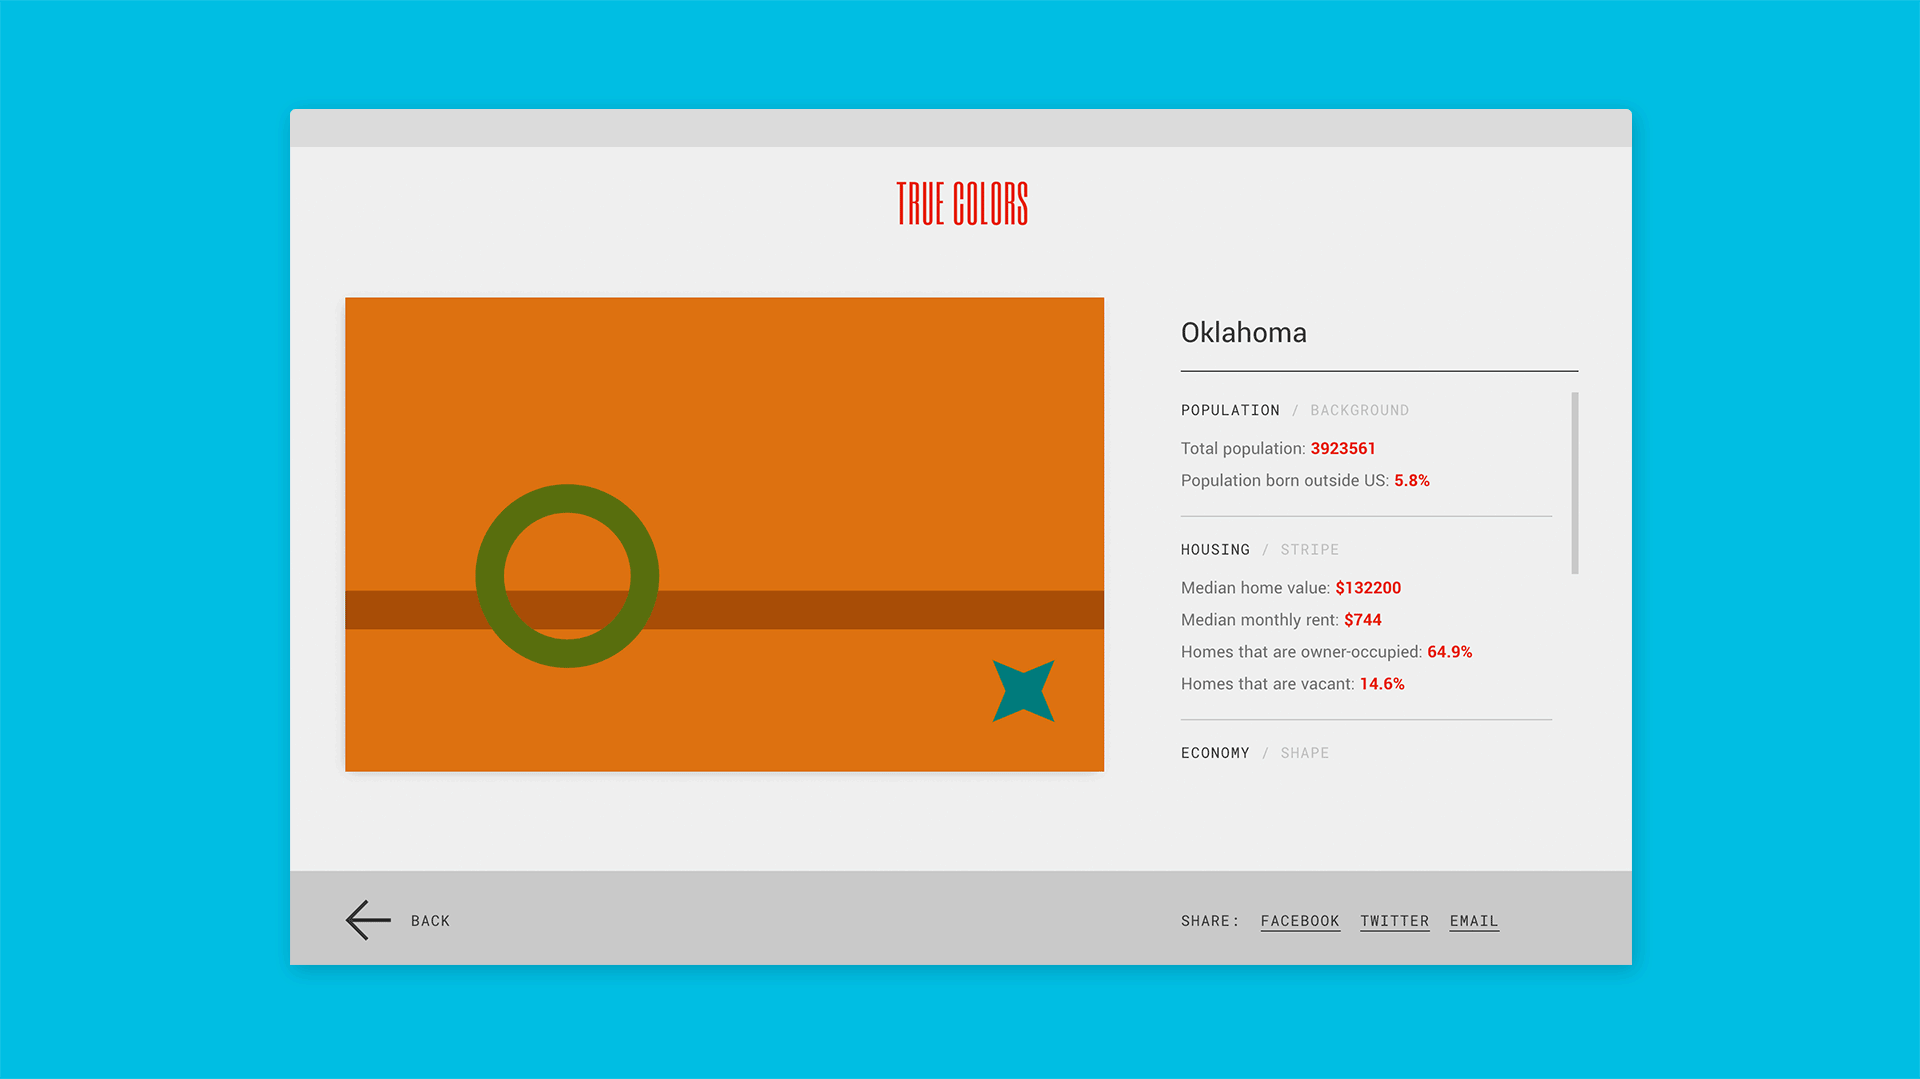 TRUE COLORS
Oklahoma
POPULATION / BACKGROUND
Total population: 3923561
Population born outside US: 5.8%
HOUSING / STRIPE
Median home value: $132200
Median monthly rent: $744
Homes that are owner-occupied: 64.9%
Homes that are vacant: 14.6%
ECONOMY / SHAPE
BACK
SHARE: FACEBOOK TWITTER EMAIL